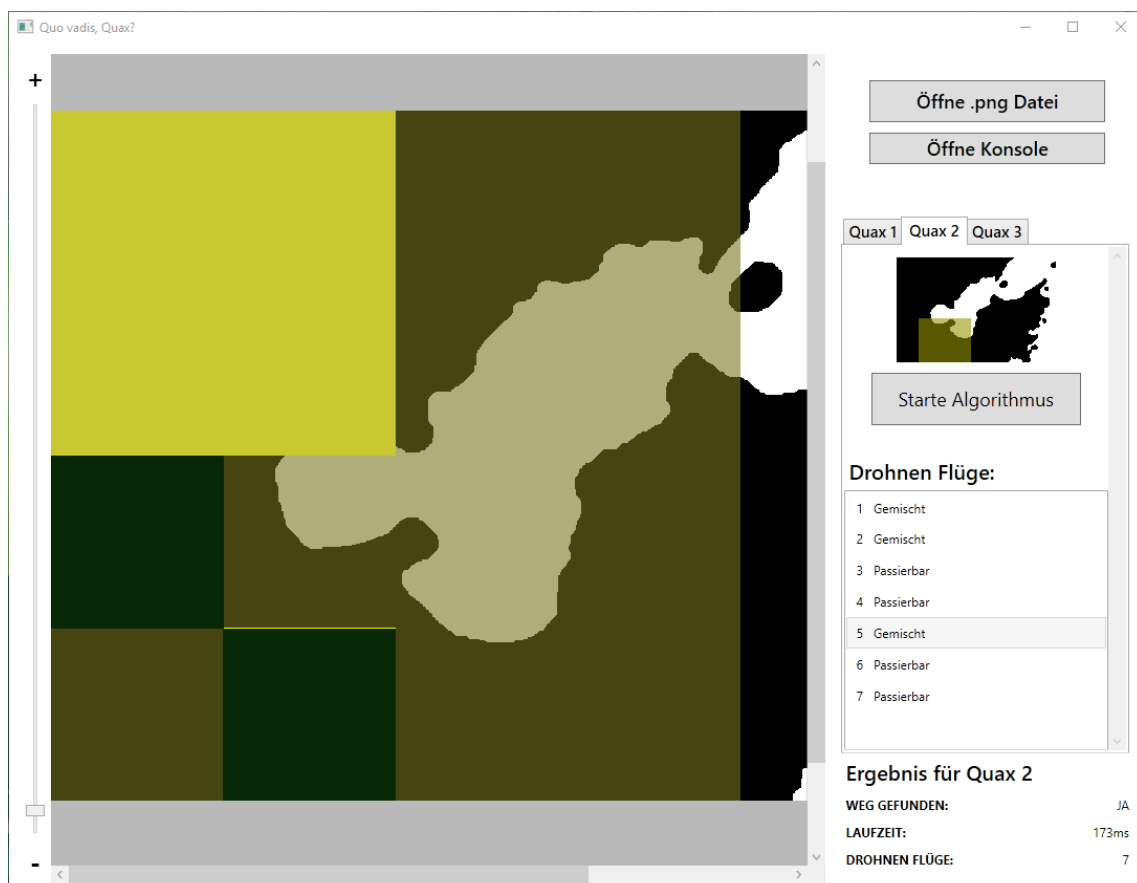 Quo vadis, Quax?
+
-
Öffne .png Datei
Öffne Konsole
Quax 1 Quax 2 Quax 3
Starte Algorithmus
Drohnen Flüge:
1 Gemischt
2 Gemischt
3 Passierbar
4 Passierbar
5 Gemischt
6 Passierbar
7 Passierbar
Ergebnis für Quax 2
WEG GEFUNDEN: JA
LAUFZEIT: 173ms
DROHNEN FLÜGE: 7